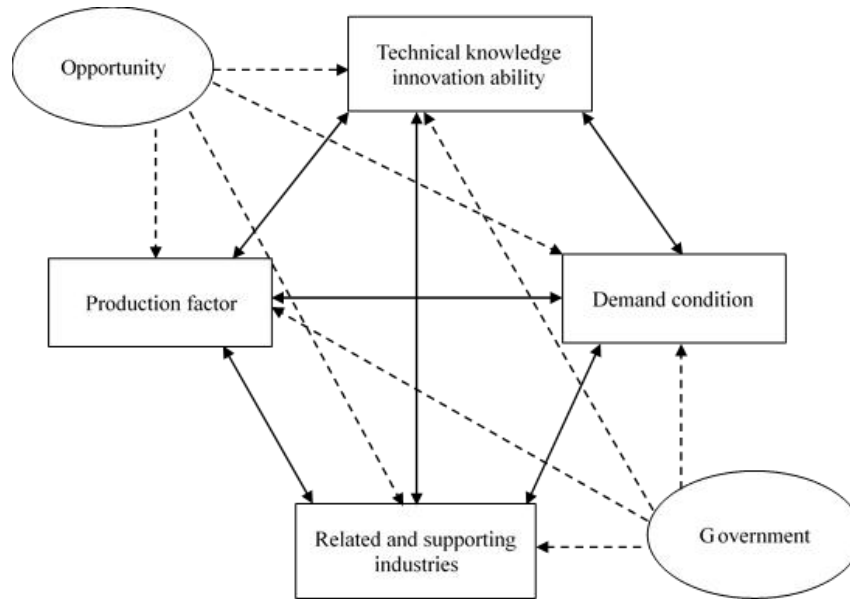 Opportunity
Technical knowledge
innovation ability
Production factor
Demand condition
Related and supporting
industries
Government